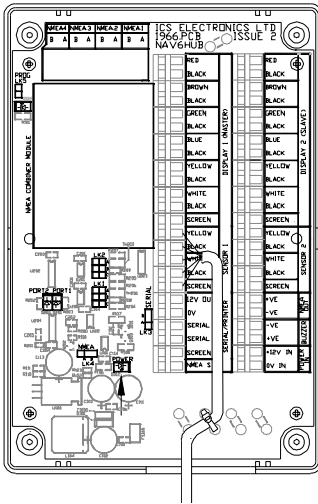 NMEA4 NMEA3 NMEA2 NMEA1
B A B A B A B A
ICS ELECTRONICS LTD
1966.PCB ISSUE 2
NAV6HUB
PROG
LK5
NMEA COMBINER MODULE
RED
BLACK
BROWN
BLACK
GREEN
BLACK
BLUE
BLACK
YELLOW
BLACK
WHITE
BLACK
SCREEN
YELLOW
BLACK
WHITE
BLACK
SCREEN
12V OU
0V
SERIAL
SERIAL
SCREEN
NMEA S
DISPLAY 1 (MASTER)
SENSOR 1
SERIAL/PRINTER
RED
BLACK
BROWN
BLACK
GREEN
BLACK
BLUE
BLACK
YELLOW
BLACK
WHITE
BLACK
SCREEN
YELLOW
BLACK
WHITE
BLACK
SCREEN
+VE
-VE
-VE
+VE
+12V IN
0V IN
DISPLAY 2 (SLAVE)
SENSOR 2
BUZZER
POWER
LK2
LK1
PORT2 PORT1
SERIAL
NMEA
LK4
POWER